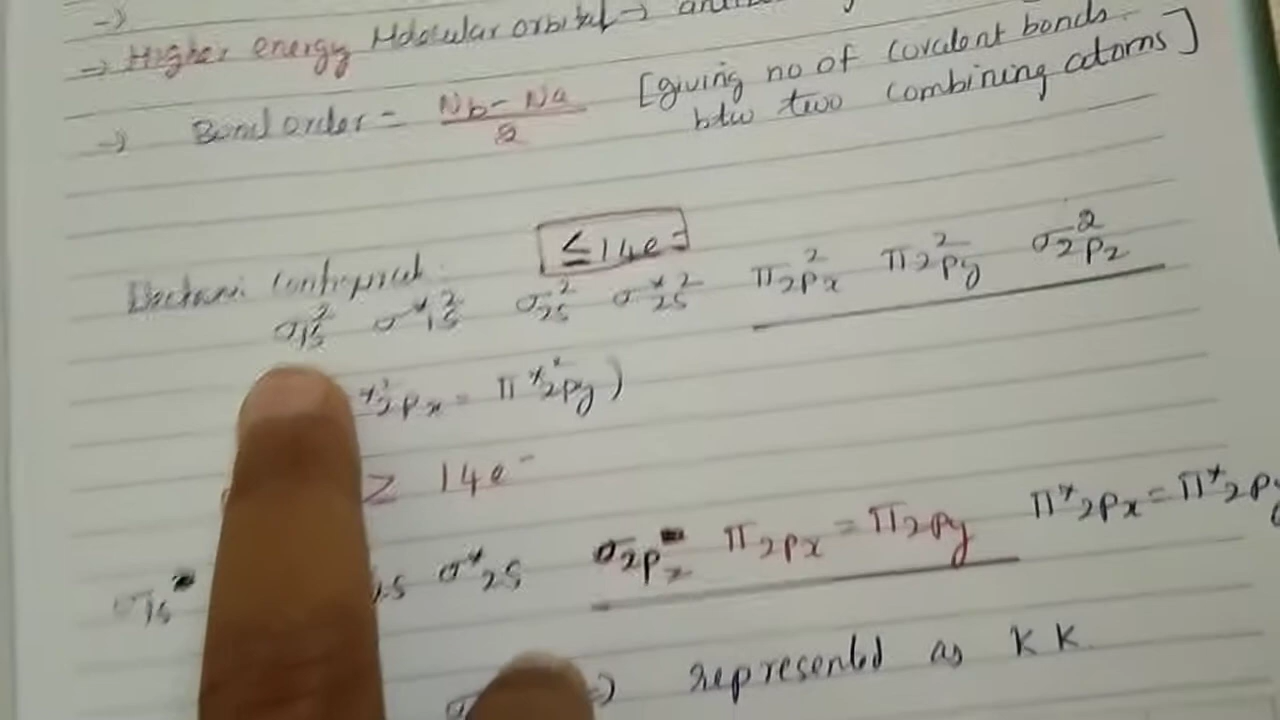 →
→ Higher energy Molecular orbital →
→ Bond order = Nb - Na / 2 [giving no of covalent bonds
btw two combining atoms]
≤ 14e-
σ1s² σ*1s² σ2s² σ*2s² π2px² π2py² σ2pz²
*2px = π*2py)
≥ 14e-
σ1s σ*2s σ2pz π2px = π2py π*2px = π*2p
represented as KK